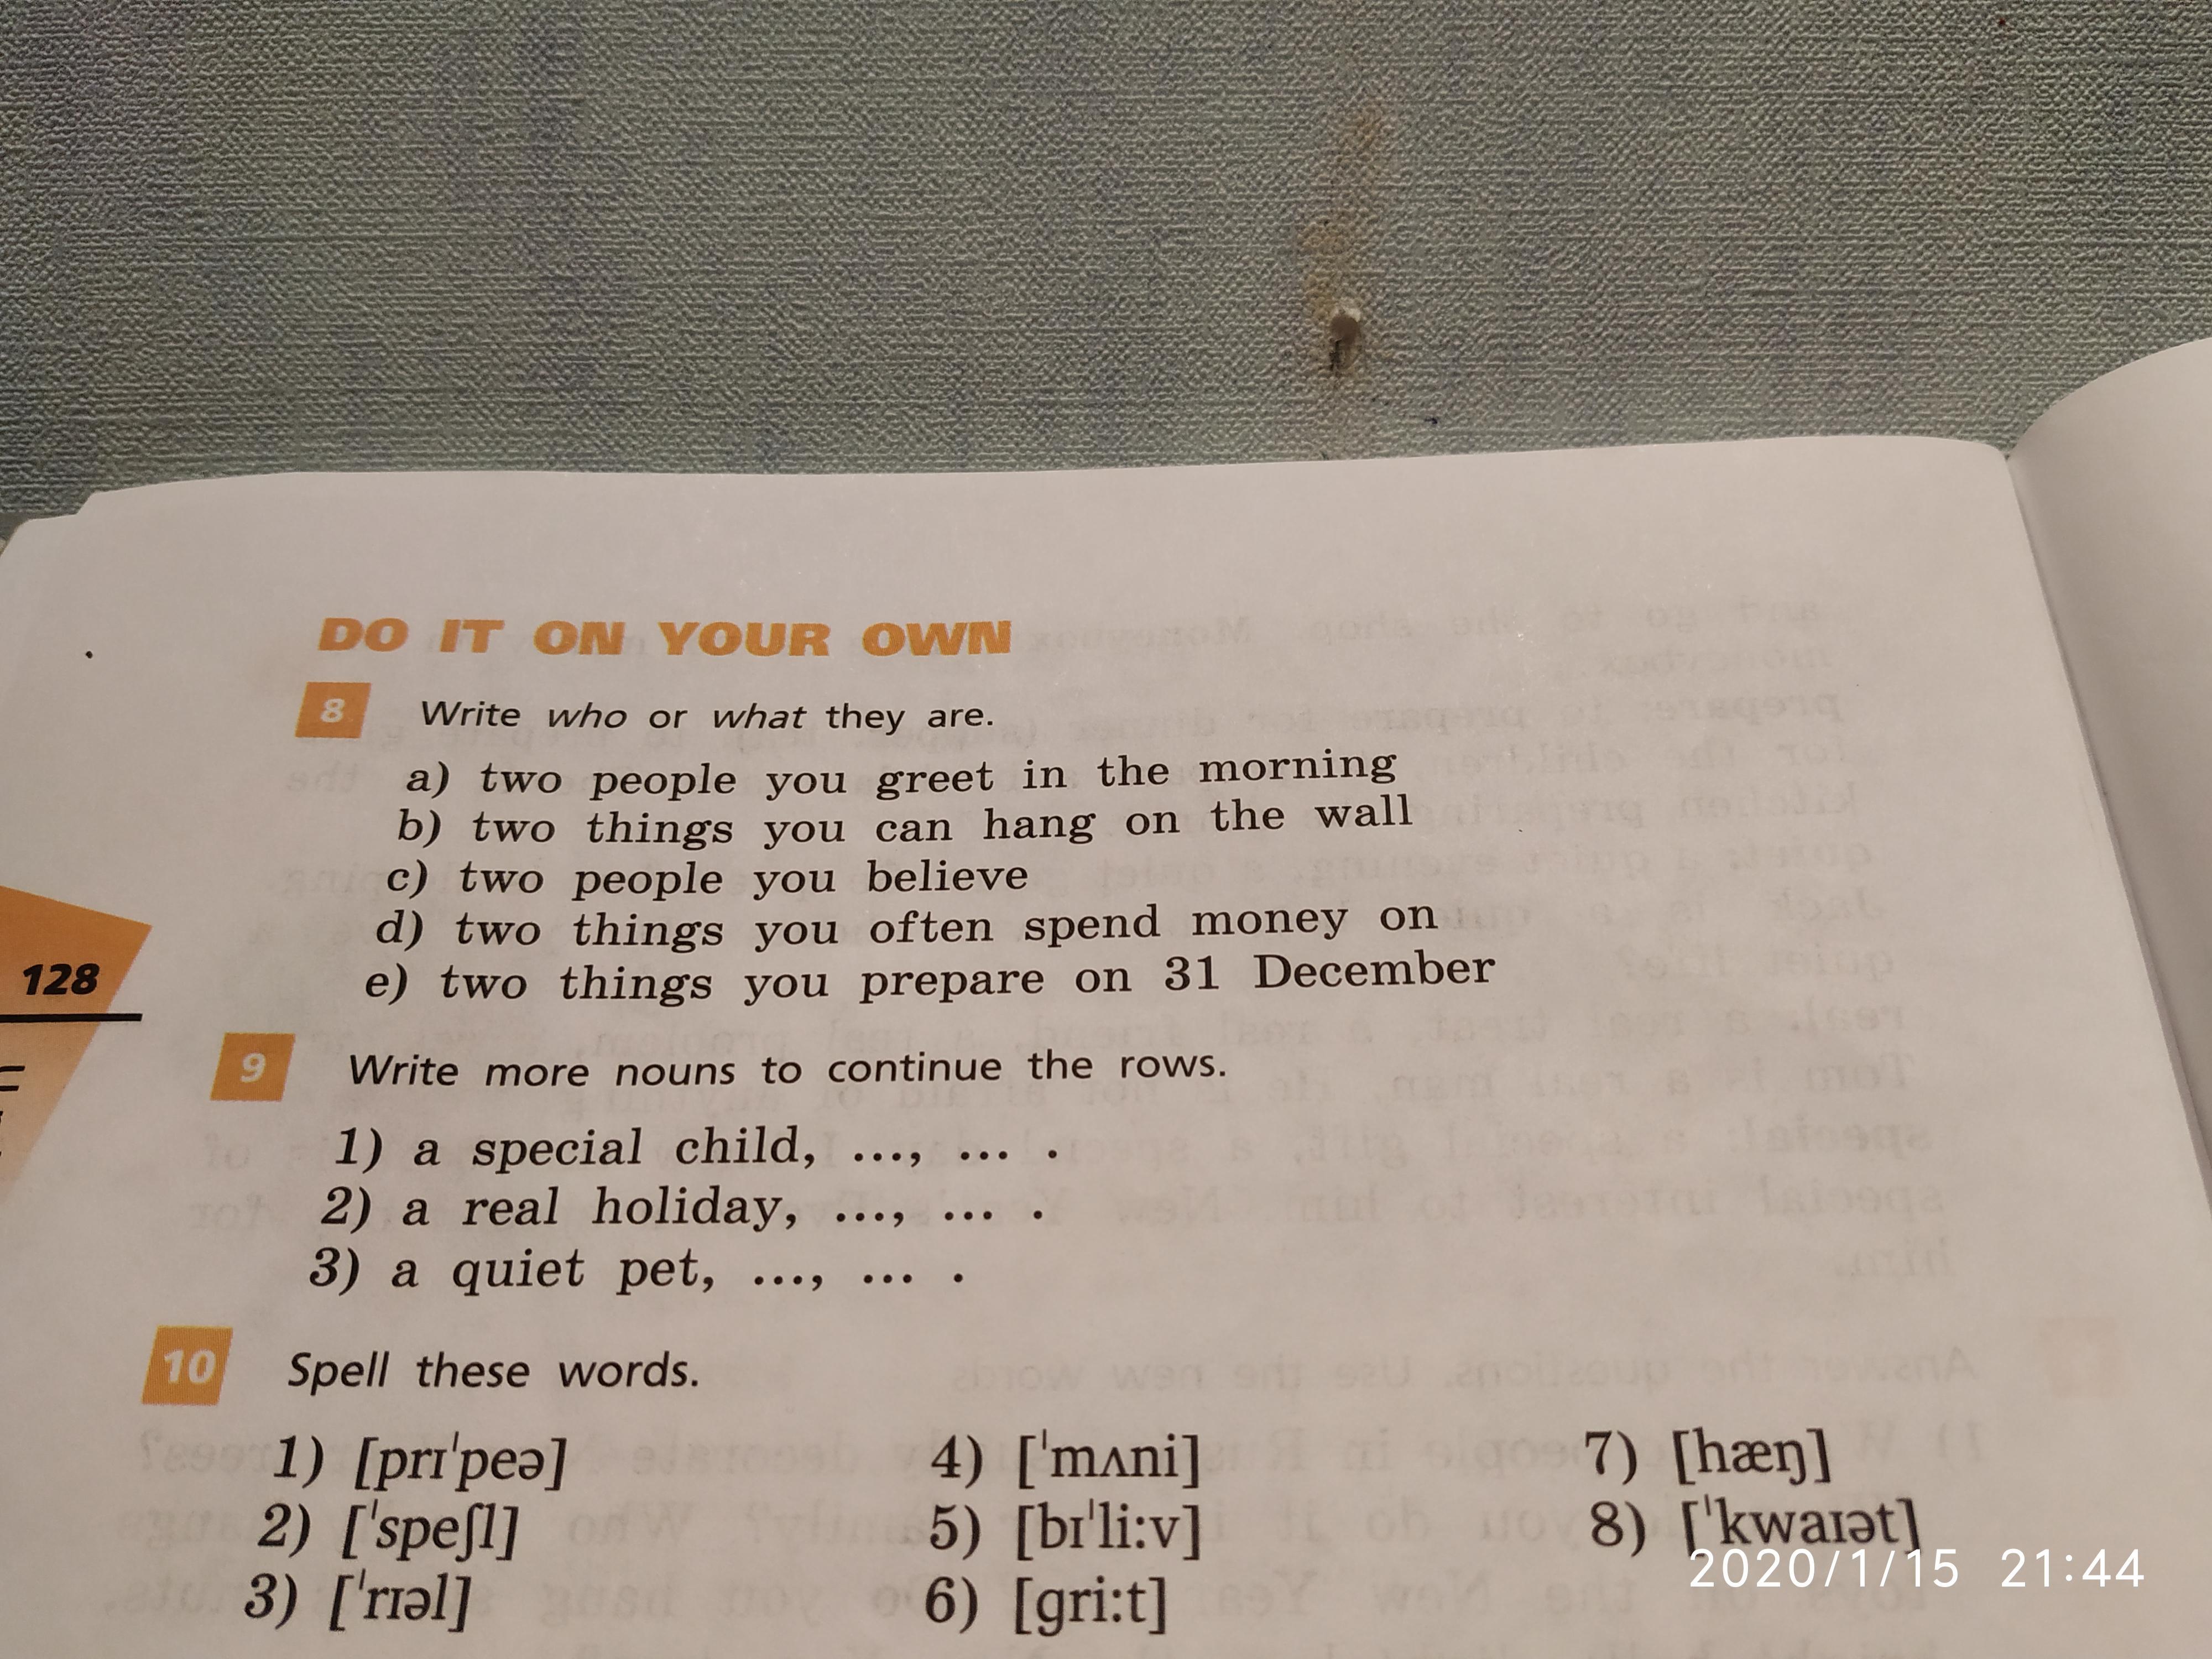 DO IT ON YOUR OWN
8 Write who or what they are.
a) two people you greet in the morning
b) two things you can hang on the wall
c) two people you believe
d) two things you often spend money on
e) two things you prepare on 31 December
128
9 Write more nouns to continue the rows.
1) a special child, ..., ... .
2) a real holiday, ..., ... .
3) a quiet pet, ..., ... .
10 Spell these words.
1) [prɪˈpeə] 4) [ˈmʌni] 7) [hæŋ]
2) [ˈspeʃl] 5) [bɪˈli:v] 8) [ˈkwaɪət]
3) [ˈrɪəl] 6) [gri:t]
2020/1/15 21:44